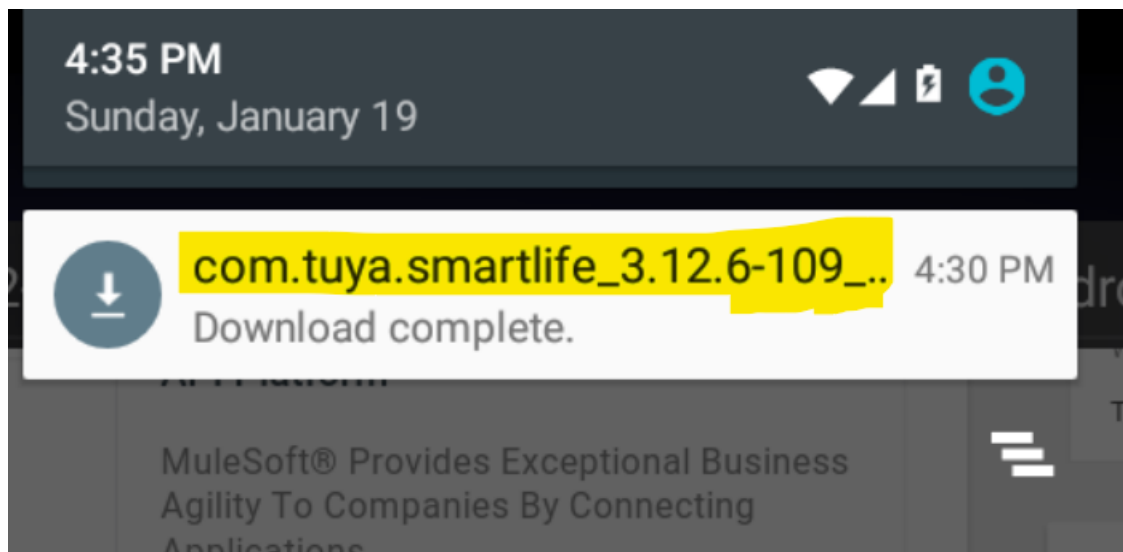 4:35 PM
Sunday, January 19
com.tuya.smartlife_3.12.6-109_..
4:30 PM
Download complete.
MuleSoft® Provides Exceptional Business
Agility To Companies By Connecting
Applications